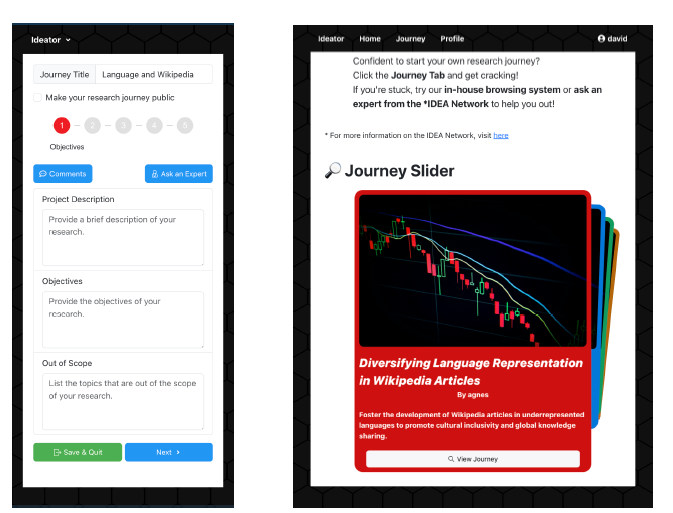 Ideator
Journey Title Language and Wikipedia
Make your research journey public
1 2 3 4 5
Objectives
Comments Ask an Expert
Project Description
Provide a brief description of your
research.
Objectives
Provide the objectives of your
research.
Out of Scope
List the topics that are out of the scope
of your research.
Save & Quit Next
Ideator Home Journey Profile david
Confident to start your own research journey?
Click the Journey Tab and get cracking!
If you're stuck, try our in-house browsing system or ask an
expert from the *IDEA Network to help you out!
* For more information on the IDEA Network, visit here
Journey Slider
Diversifying Language Representation
in Wikipedia Articles
By agnes
Foster the development of Wikipedia articles in underrepresented
languages to promote cultural inclusivity and global knowledge
sharing.
View Journey